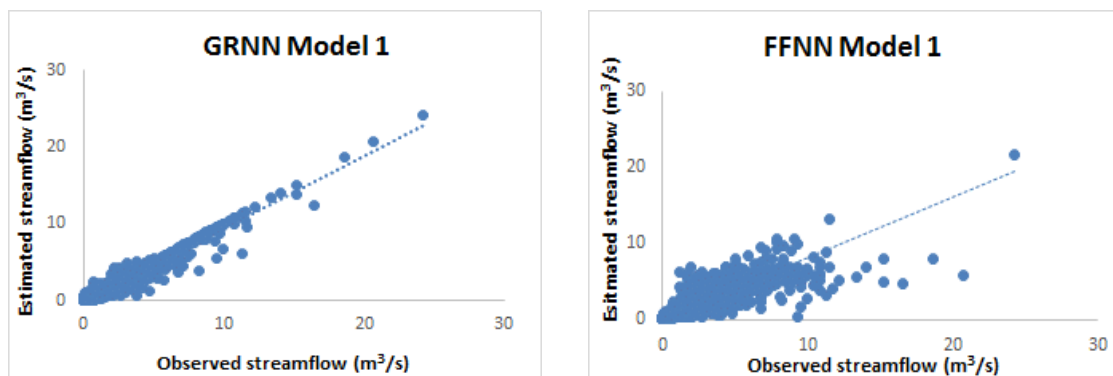 GRNN Model 1
Estimated streamflow (m³/s)
30
20
10
0
0 10 20 30
Observed streamflow (m³/s)
FFNN Model 1
Esitmated streamflow (m³/s)
30
20
10
0
0 10 20 30
Observed streamflow (m³/s)